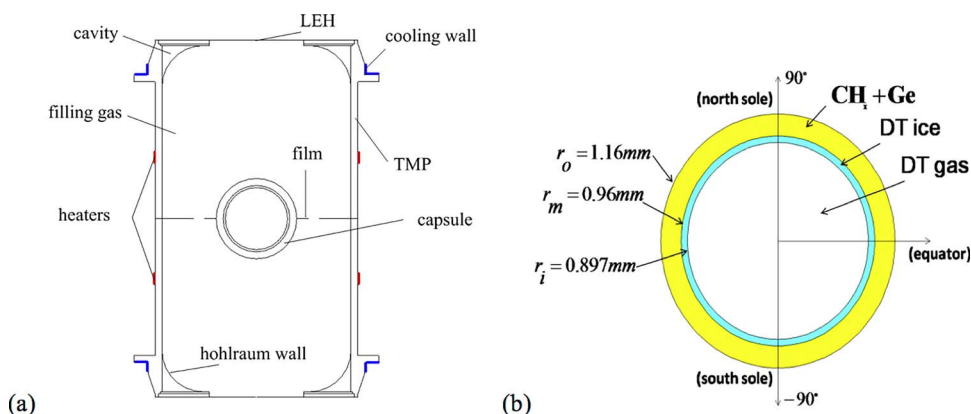 LEH
cavity
cooling wall
filling gas
film
TMP
heaters
capsule
hohlraum wall
(a)
90°
(north sole)
CHx +Ge
DT ice
DT gas
ro = 1.16mm
rm = 0.96mm
ri = 0.897mm
(equator)
(south sole)
−90°
(b)